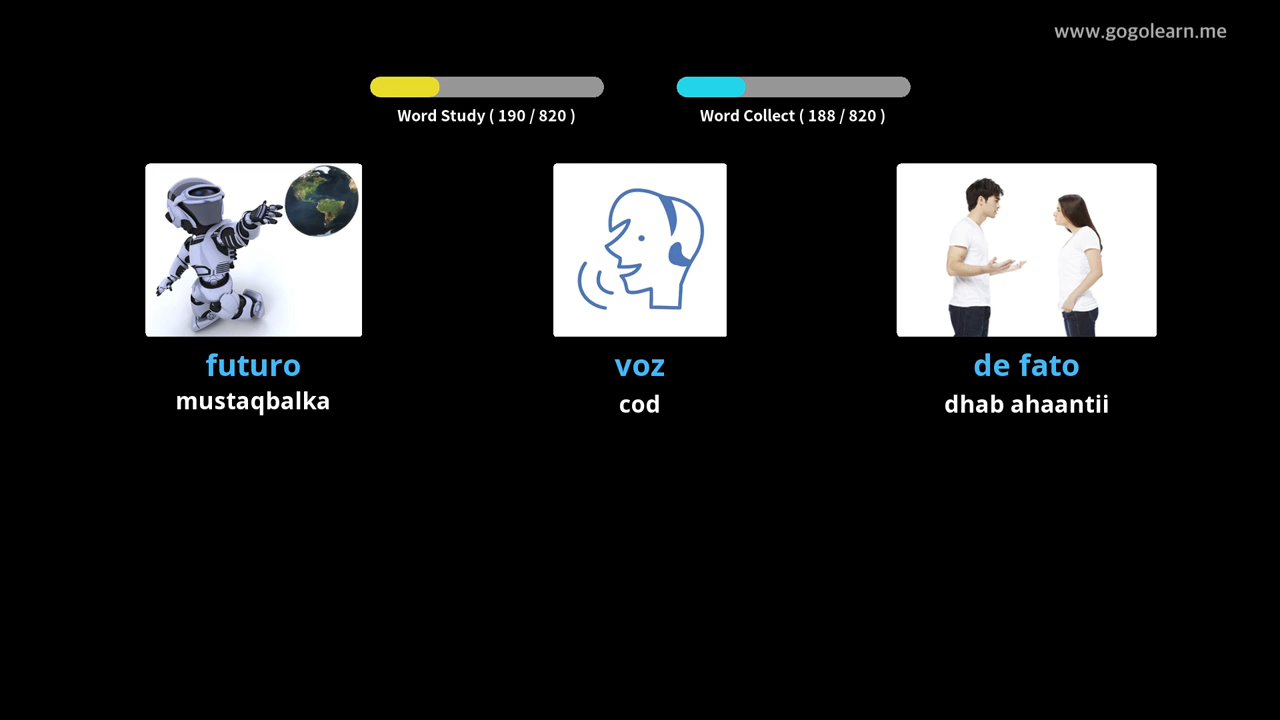 www.gogolearn.me
Word Study ( 190 / 820 )
Word Collect ( 188 / 820 )
futuro
mustaqbalka
voz
cod
de fato
dhab ahaantii